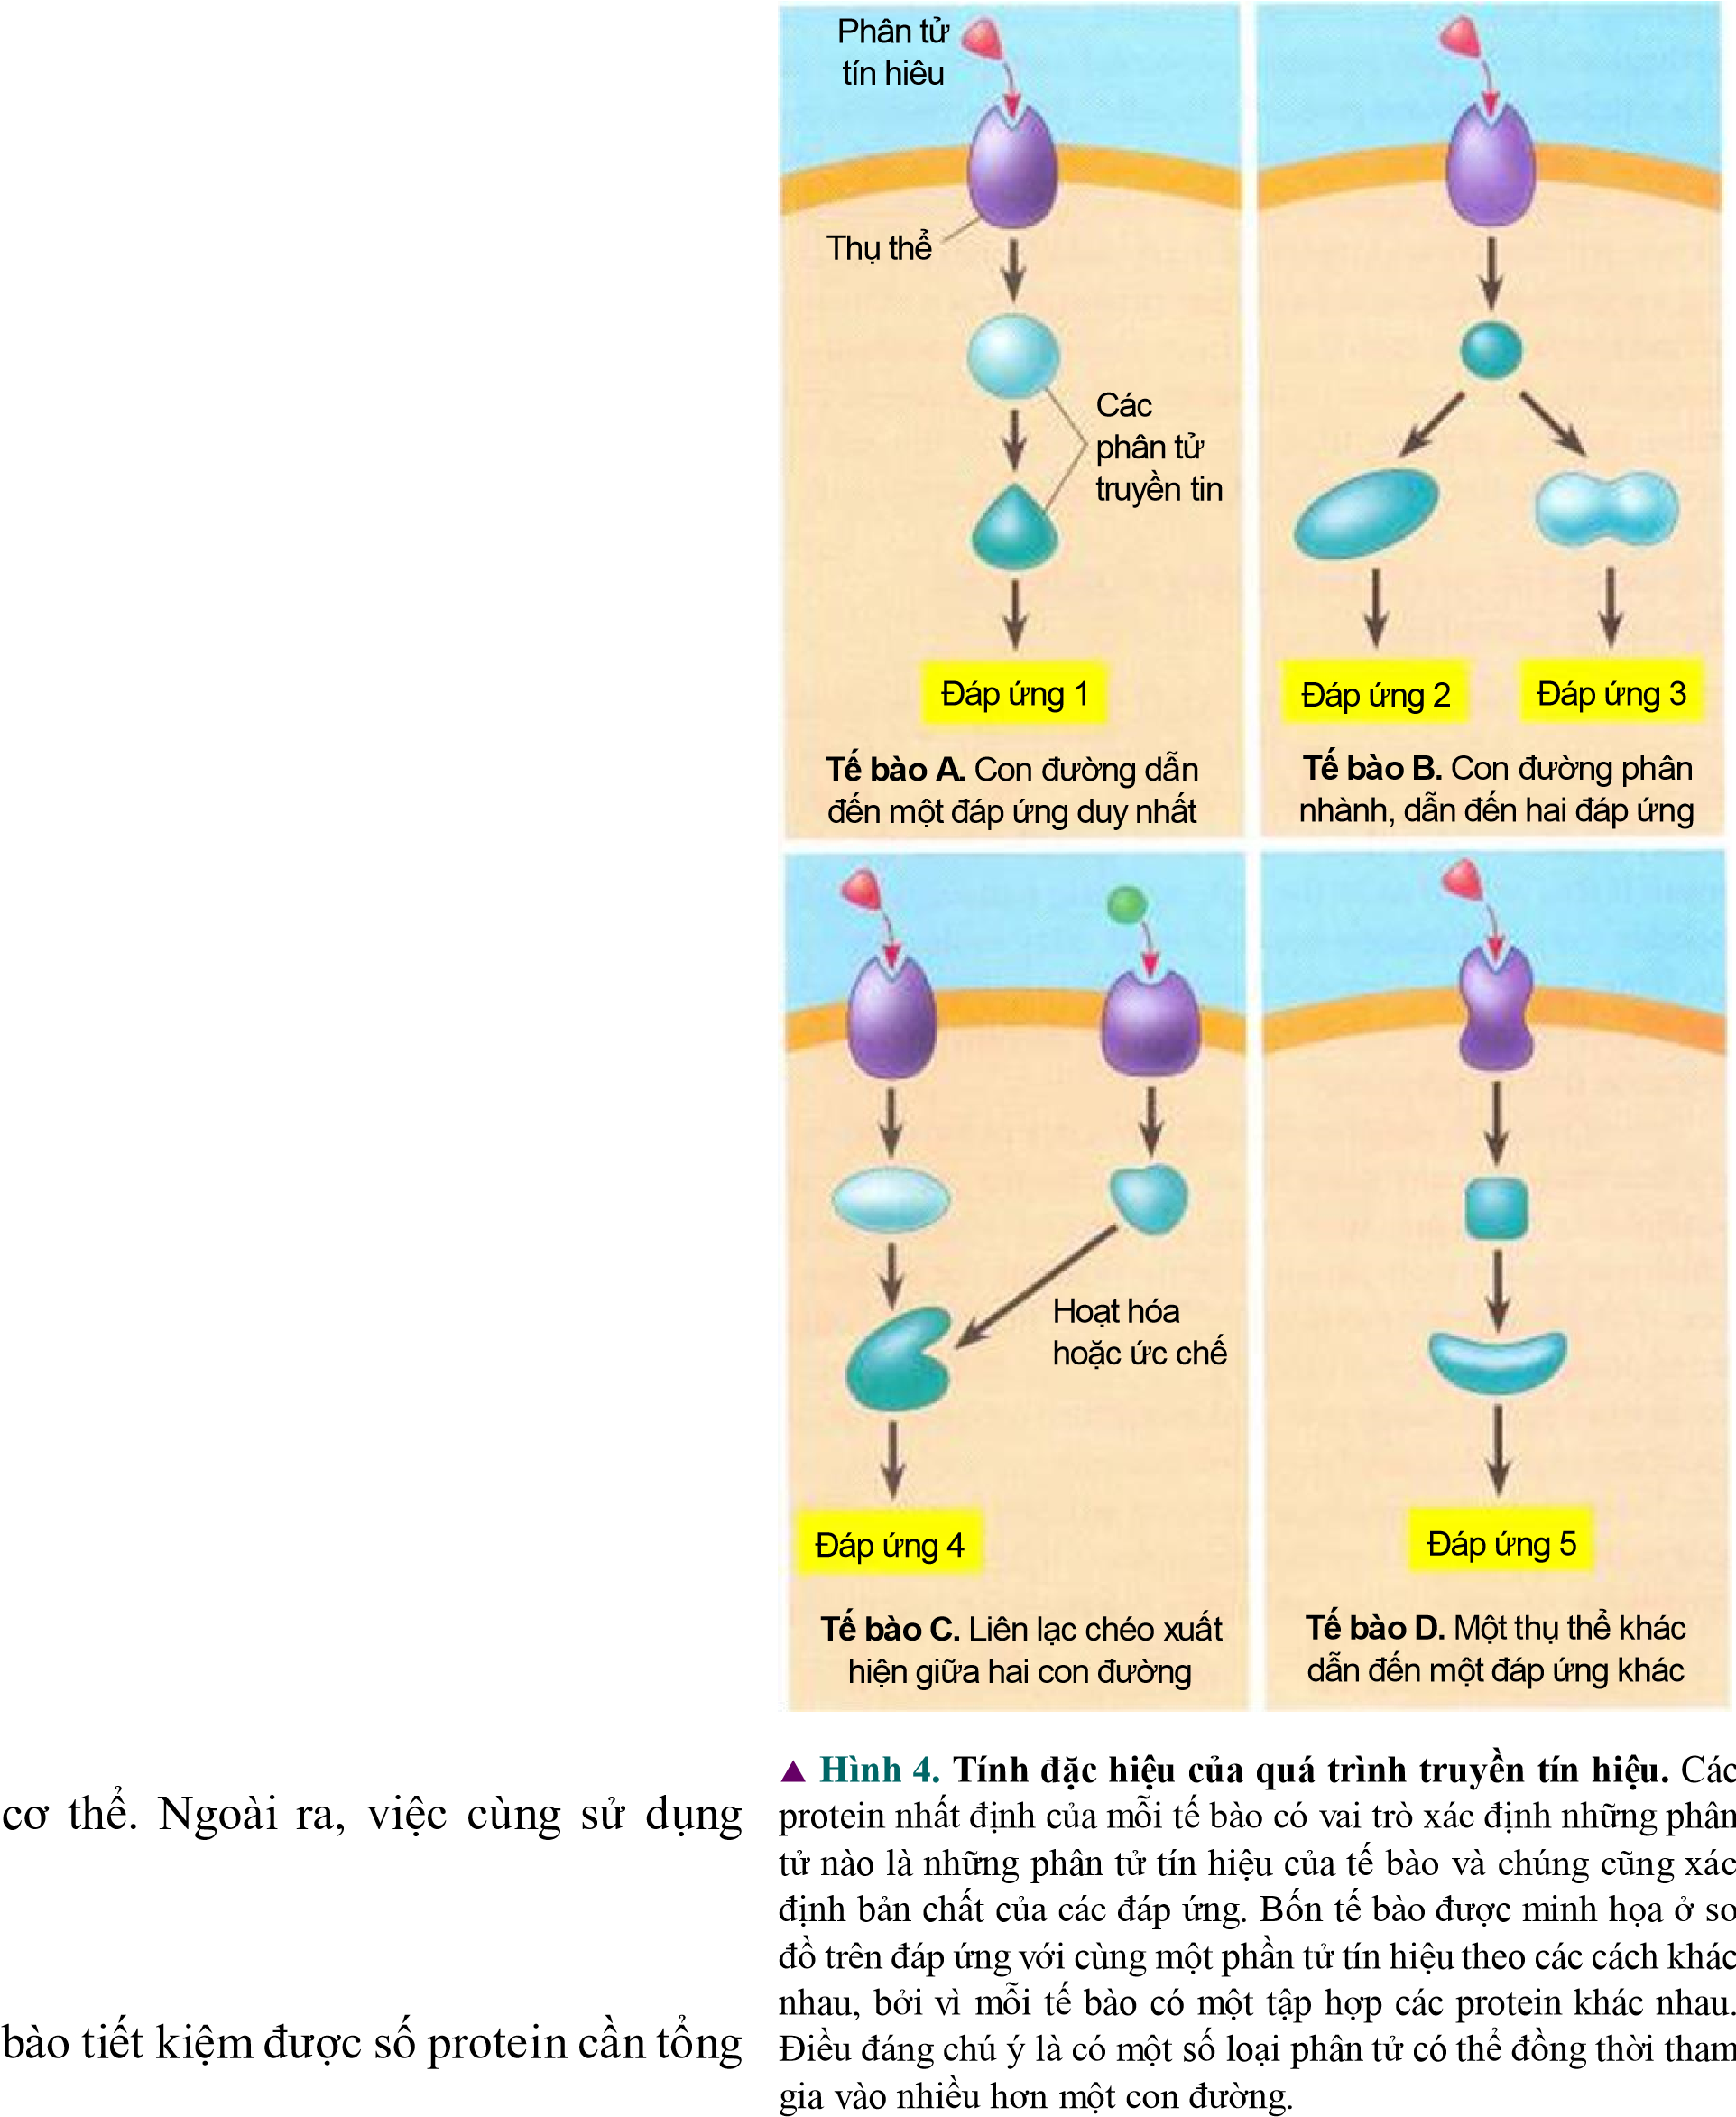 Phân tử
tín hiêu
Thụ thể
Các
phân tử
truyền tin
Đáp ứng 1
Tế bào A. Con đường dẫn
đến một đáp ứng duy nhất
Đáp ứng 2
Đáp ứng 3
Tế bào B. Con đường phân
nhành, dẫn đến hai đáp ứng
Hoạt hóa
hoặc ức chế
Đáp ứng 4
Tế bào C. Liên lạc chéo xuất
hiện giữa hai con đường
Đáp ứng 5
Tế bào D. Một thụ thể khác
dẫn đến một đáp ứng khác
cơ thể. Ngoài ra, việc cùng sử dụng
bào tiết kiệm được số protein cần tổng
▲ Hình 4. Tính đặc hiệu của quá trình truyền tín hiệu. Các
protein nhất định của mỗi tế bào có vai trò xác định những phân
tử nào là những phân tử tín hiệu của tế bào và chúng cũng xác
định bản chất của các đáp ứng. Bốn tế bào được minh họa ở sơ
đồ trên đáp ứng với cùng một phần tử tín hiệu theo các cách khác
nhau, bởi vì mỗi tế bào có một tập hợp các protein khác nhau.
Điều đáng chú ý là có một số loại phân tử có thể đồng thời tham
gia vào nhiều hơn một con đường.